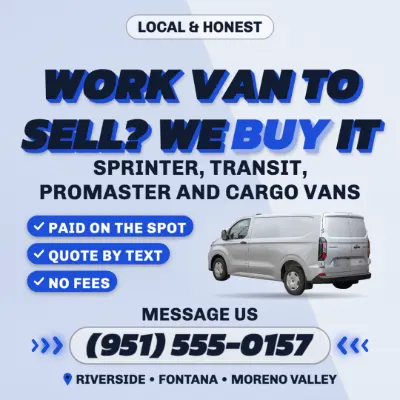 LOCAL & HONEST
WORK VAN TO
SELL? WE BUY IT
SPRINTER, TRANSIT,
PROMASTER AND CARGO VANS
PAID ON THE SPOT
QUOTE BY TEXT
NO FEES
MESSAGE US
(951) 555-0157
RIVERSIDE • FONTANA • MORENO VALLEY